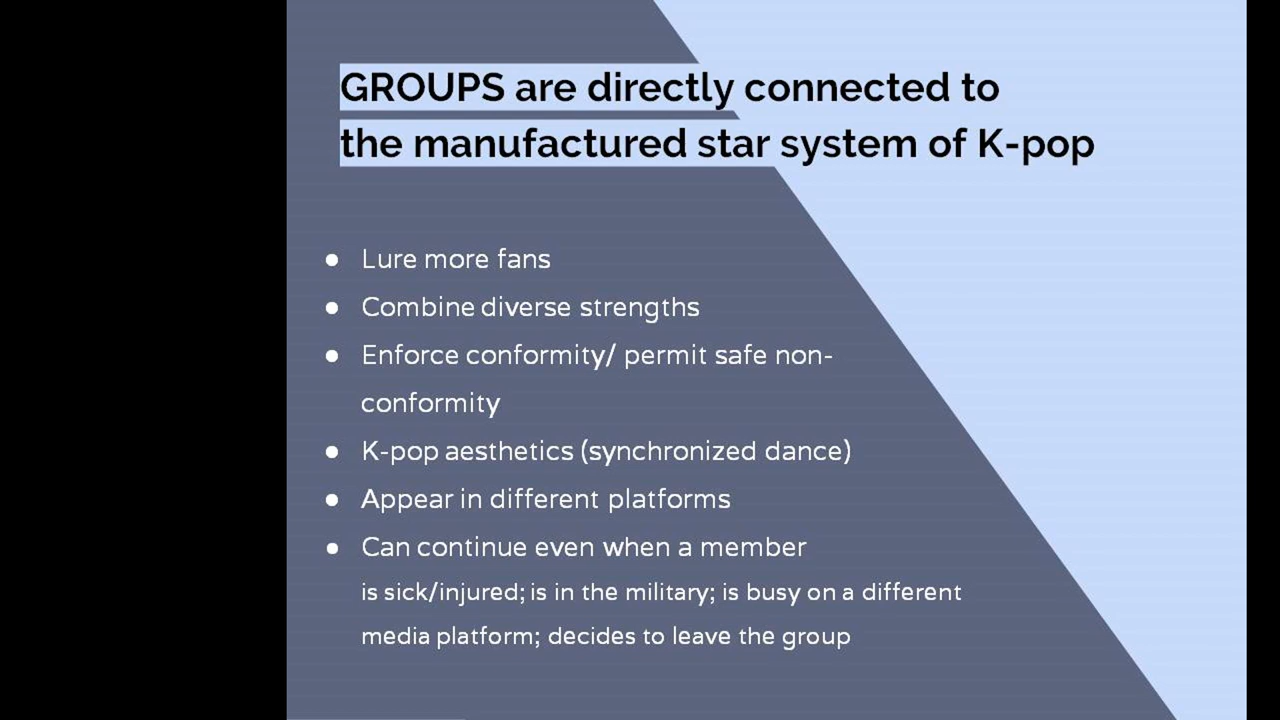 GROUPS are directly connected to
the manufactured star system of K-pop
● Lure more fans
● Combine diverse strengths
● Enforce conformity/ permit safe non-
conformity
● K-pop aesthetics (synchronized dance)
● Appear in different platforms
● Can continue even when a member
is sick/injured; is in the military; is busy on a different
media platform; decides to leave the group